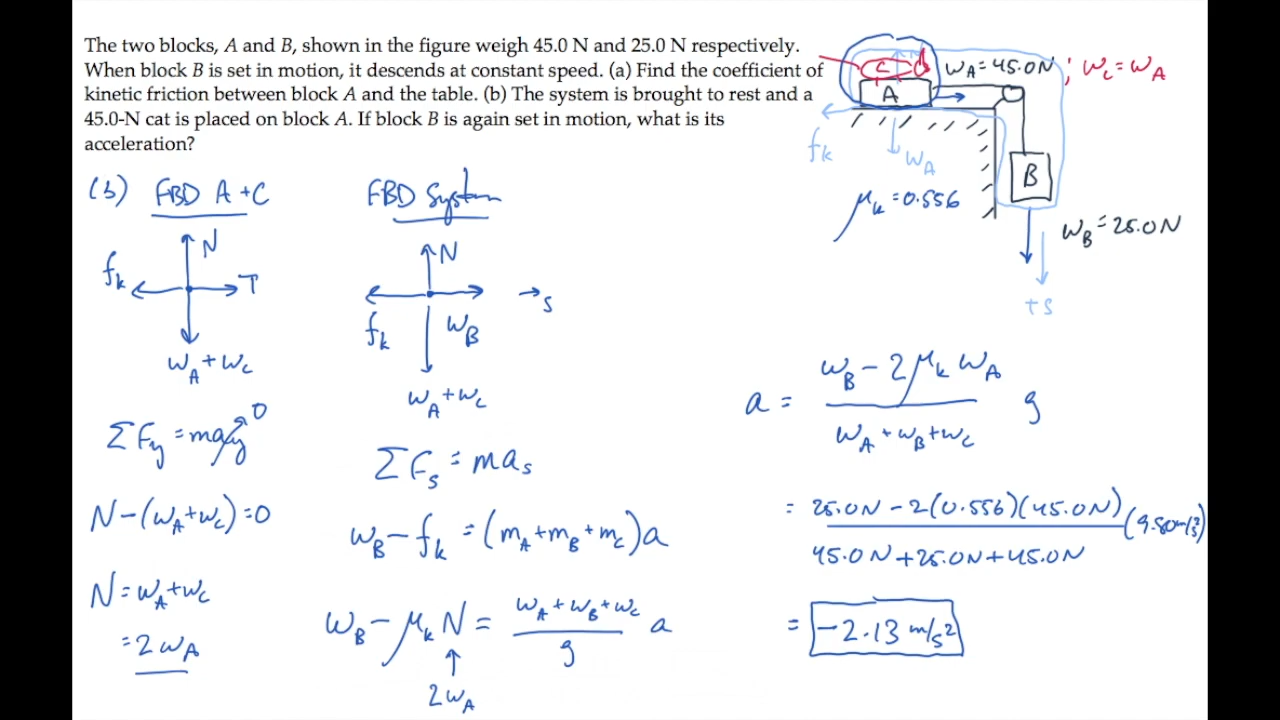 The two blocks, A and B, shown in the figure weigh 45.0 N and 25.0 N respectively.
When block B is set in motion, it descends at constant speed. (a) Find the coefficient of
kinetic friction between block A and the table. (b) The system is brought to rest and a
45.0-N cat is placed on block A. If block B is again set in motion, what is its
acceleration?
C
A
w_A = 45.0N ; w_C = w_A
f_k
w_A
B
μ_k = 0.556
w_B = 25.0N
+s
(b) FBD A+C
N
f_k
T
w_A + w_C
ΣF_y = ma_y 0
N - (w_A + w_C) = 0
N = w_A + w_C
= 2w_A
FBD System
N
→ s
f_k
w_B
w_A + w_C
ΣF_s = ma_s
w_B - f_k = (m_A + m_B + m_C)a
w_B - μ_k N = (w_A + w_B + w_C)/g a
↑
2w_A
a = (w_B - 2μ_k w_A)/(w_A + w_B + w_C) g
= (25.0N - 2(0.556)(45.0N))/(45.0N + 25.0N + 45.0N) (9.80m/s²)
= -2.13 m/s²